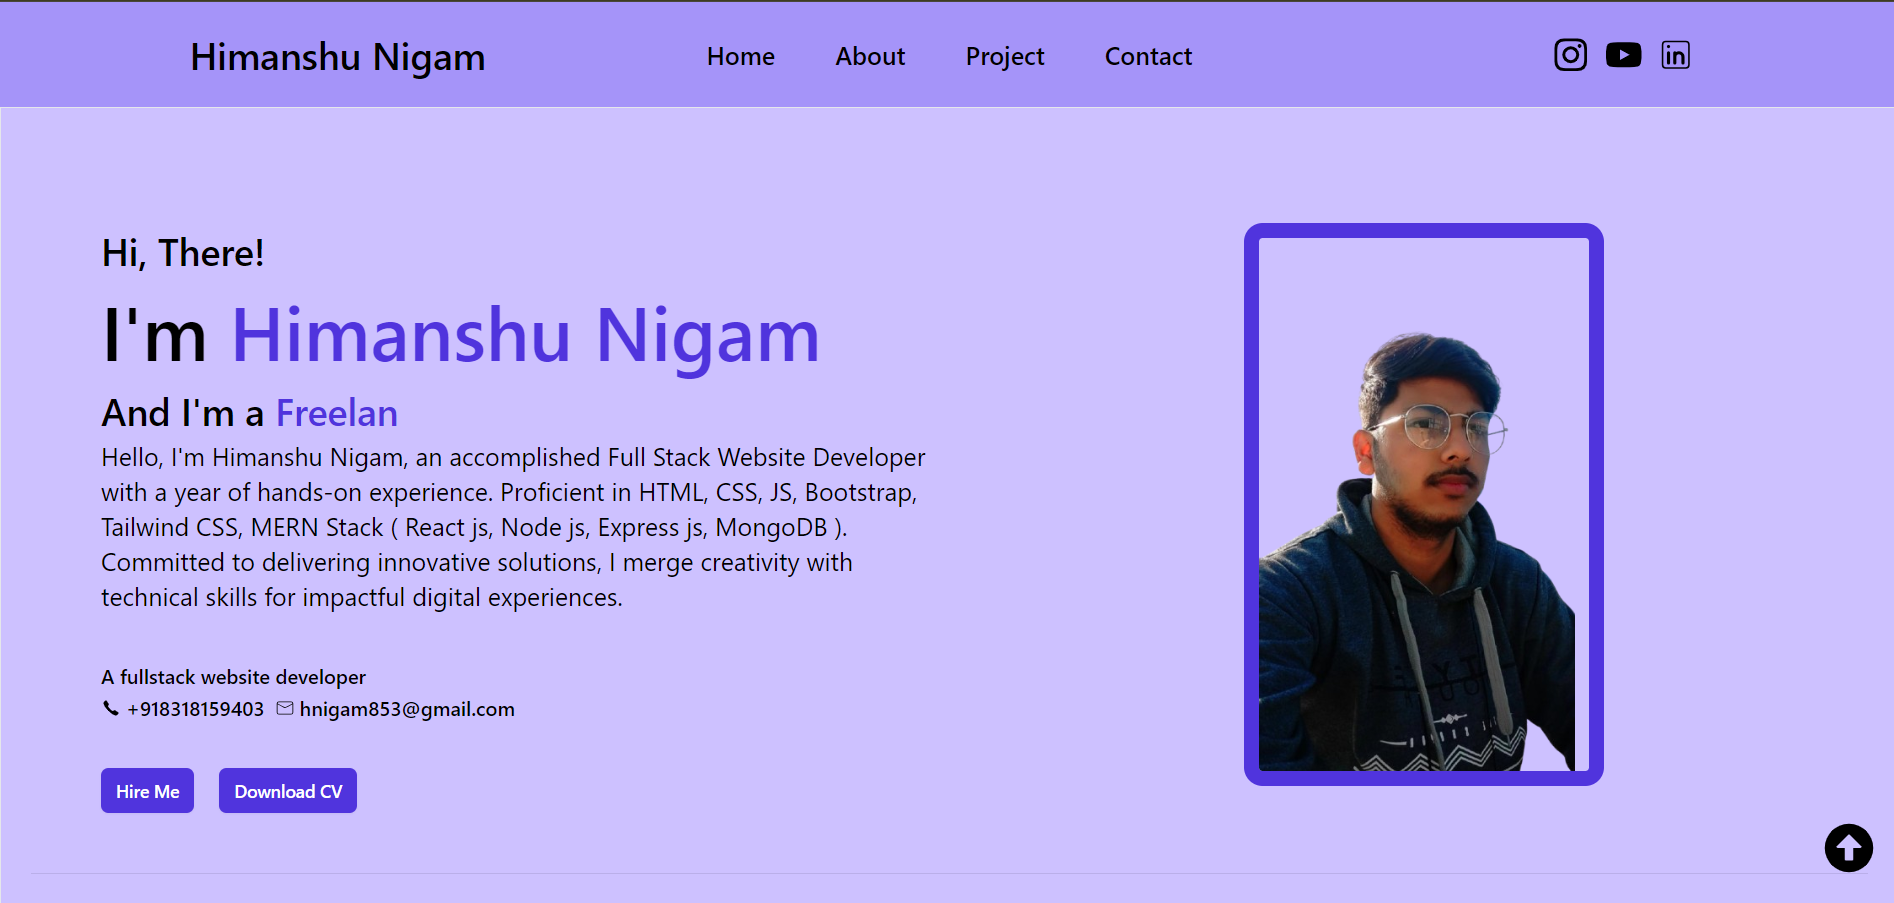 Himanshu Nigam
Home About Project Contact
Hi, There!
I'm Himanshu Nigam
And I'm a Freelan
Hello, I'm Himanshu Nigam, an accomplished Full Stack Website Developer
with a year of hands-on experience. Proficient in HTML, CSS, JS, Bootstrap,
Tailwind CSS, MERN Stack ( React js, Node js, Express js, MongoDB ).
Committed to delivering innovative solutions, I merge creativity with
technical skills for impactful digital experiences.
A fullstack website developer
+918318159403 hnigam853@gmail.com
Hire Me Download CV